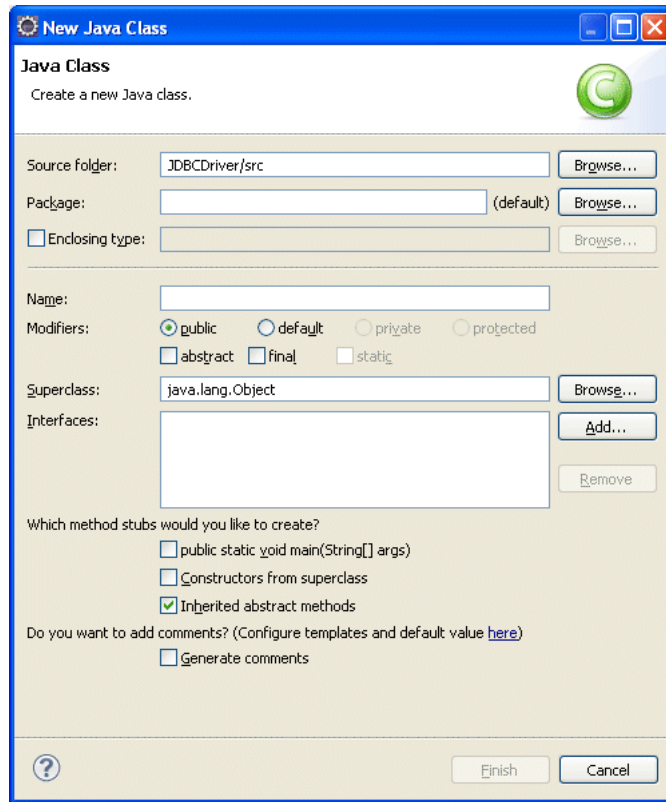 New Java Class
Java Class
Create a new Java class.
Source folder: JDBCDriver/src Browse...
Package: (default) Browse...
Enclosing type: Browse...
Name:
Modifiers: public default private protected
abstract final static
Superclass: java.lang.Object Browse...
Interfaces: Add...
Remove
Which method stubs would you like to create?
public static void main(String[] args)
Constructors from superclass
Inherited abstract methods
Do you want to add comments? (Configure templates and default value here)
Generate comments
Finish Cancel